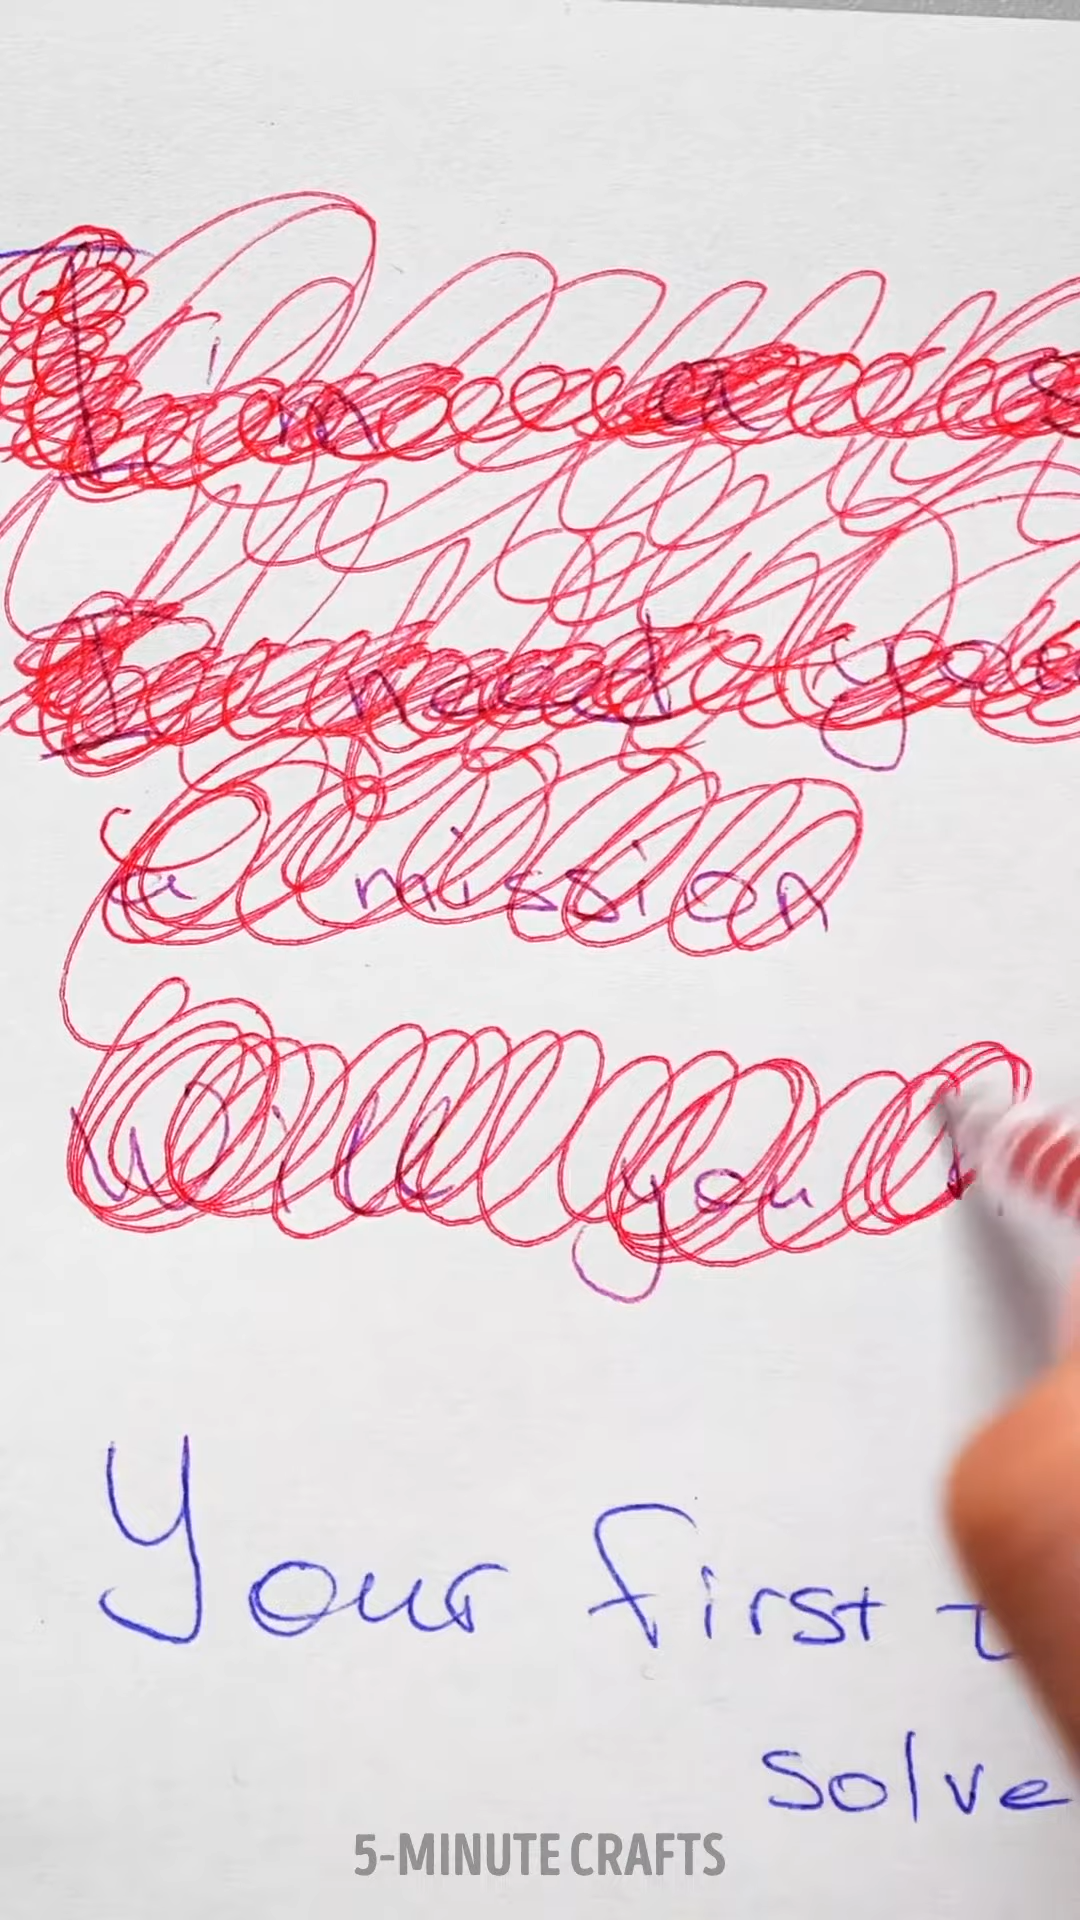 I'm a s
I need you
a mission
Will you
Your first t
solve
5-MINUTE CRAFTS